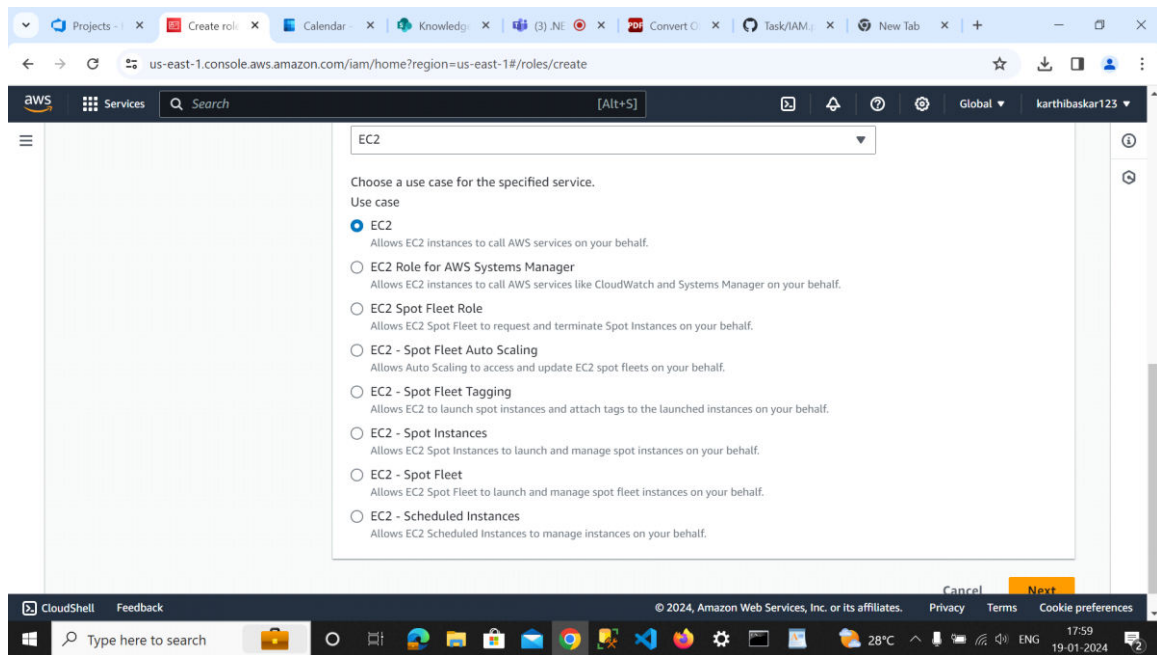 Projects - I
Create role
Calendar -
Knowledge
(3) .NE
Convert O
Task/IAM.p
New Tab
us-east-1.console.aws.amazon.com/iam/home?region=us-east-1#/roles/create
aws
Services
Search
[Alt+S]
Global
karthibaskar123
EC2
Choose a use case for the specified service.
Use case
EC2
Allows EC2 instances to call AWS services on your behalf.
EC2 Role for AWS Systems Manager
Allows EC2 instances to call AWS services like CloudWatch and Systems Manager on your behalf.
EC2 Spot Fleet Role
Allows EC2 Spot Fleet to request and terminate Spot Instances on your behalf.
EC2 - Spot Fleet Auto Scaling
Allows Auto Scaling to access and update EC2 spot fleets on your behalf.
EC2 - Spot Fleet Tagging
Allows EC2 to launch spot instances and attach tags to the launched instances on your behalf.
EC2 - Spot Instances
Allows EC2 Spot Instances to launch and manage spot instances on your behalf.
EC2 - Spot Fleet
Allows EC2 Spot Fleet to launch and manage spot fleet instances on your behalf.
EC2 - Scheduled Instances
Allows EC2 Scheduled Instances to manage instances on your behalf.
Cancel
Next
CloudShell
Feedback
© 2024, Amazon Web Services, Inc. or its affiliates.
Privacy
Terms
Cookie preferences
Type here to search
28°C
ENG
17:59
19-01-2024
2